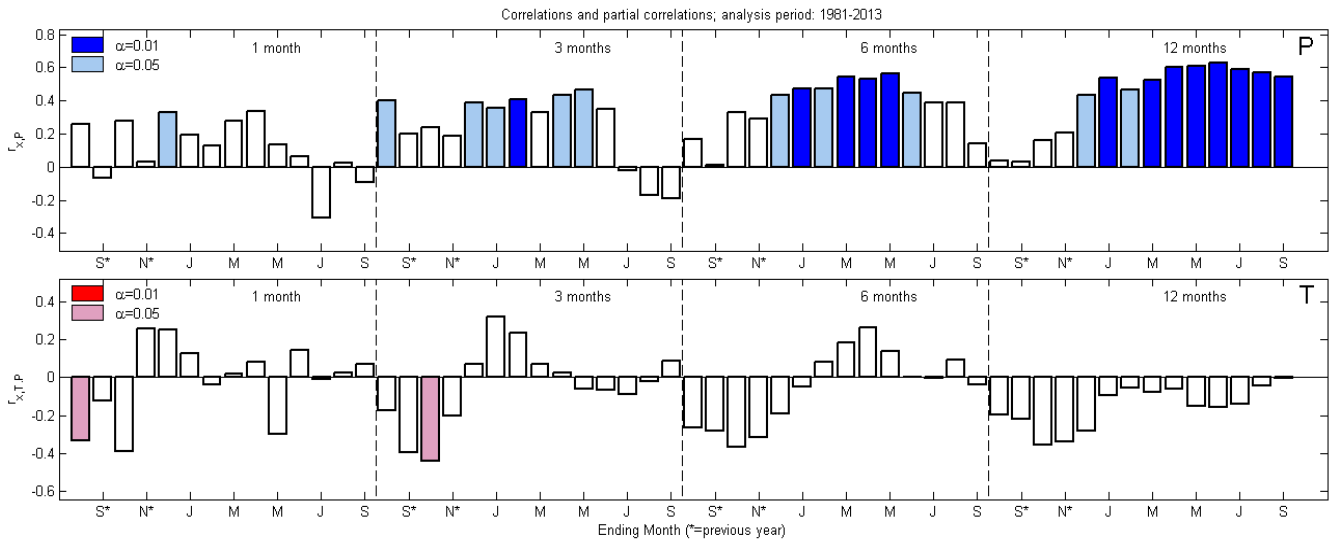 Correlations and partial correlations; analysis period: 1981-2013
0.8
0.6
0.4
0.2
0
-0.2
-0.4
r x,P
α=0.01
α=0.05
1 month
3 months
6 months
12 months
P
S* N* J M M J S S* N* J M M J S S* N* J M M J S S* N* J M M J S
0.4
0.2
0
-0.2
-0.4
-0.6
r x,T.P
α=0.01
α=0.05
1 month
3 months
6 months
12 months
T
S* N* J M M J S S* N* J M M J S S* N* J M M J S S* N* J M M J S
Ending Month (*=previous year)